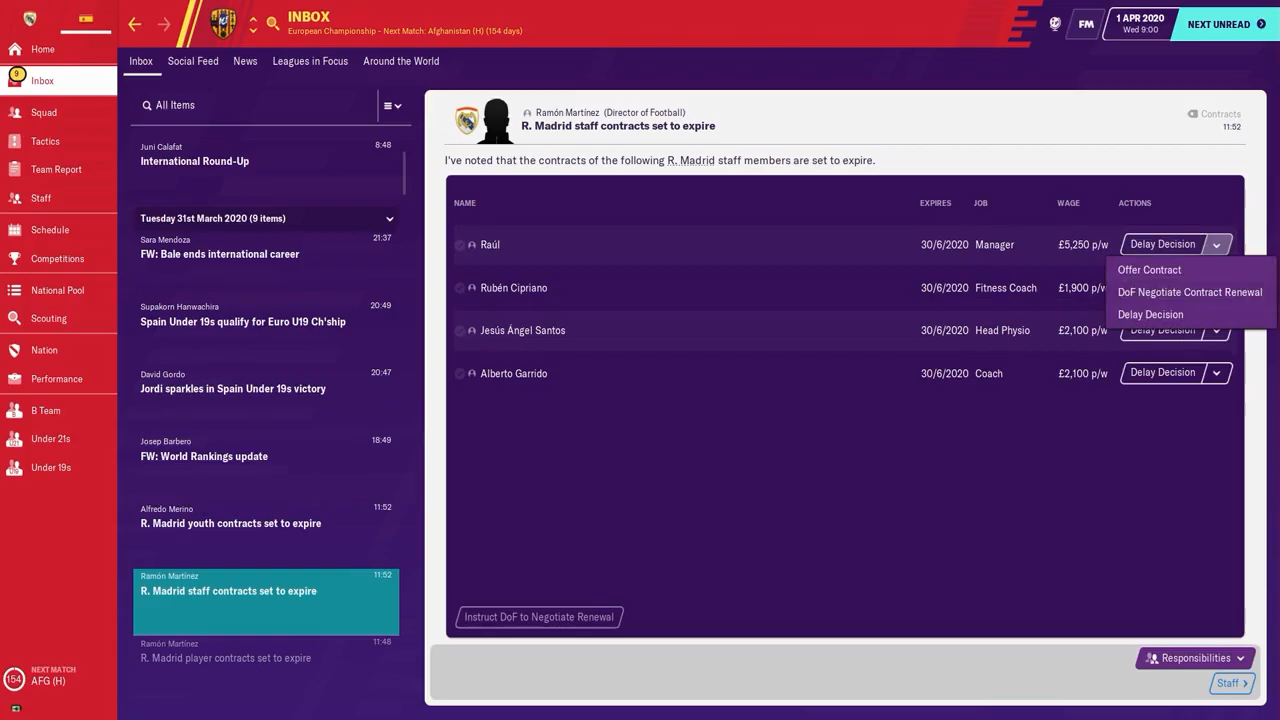 INBOX
European Championship - Next Match: Afghanistan (H) (154 days)
FM
1 APR 2020
Wed 9:00
NEXT UNREAD
Home
9
Inbox
Squad
Tactics
Team Report
Staff
Schedule
Competitions
National Pool
Scouting
Nation
Performance
B Team
Under 21s
Under 19s
154
NEXT MATCH
AFG (H)
Inbox Social Feed News Leagues in Focus Around the World
All Items
Juni Calafat 8:48
International Round-Up
Tuesday 31st March 2020 (9 items)
Sara Mendoza 21:37
FW: Bale ends international career
Supakorn Hanwachira 20:49
Spain Under 19s qualify for Euro U19 Ch'ship
David Gordo 20:47
Jordi sparkles in Spain Under 19s victory
Josep Barbero 18:49
FW: World Rankings update
Alfredo Merino 11:52
R. Madrid youth contracts set to expire
Ramón Martínez 11:52
R. Madrid staff contracts set to expire
Ramón Martínez 11:48
R. Madrid player contracts set to expire
Ramón Martínez (Director of Football)
R. Madrid staff contracts set to expire
Contracts
11:52
I've noted that the contracts of the following R. Madrid staff members are set to expire.
NAME EXPIRES JOB WAGE ACTIONS
Raúl 30/6/2020 Manager £5,250 p/w Delay Decision
Offer Contract
DoF Negotiate Contract Renewal
Delay Decision
Rubén Cipriano 30/6/2020 Fitness Coach £1,900 p/w
Jesús Ángel Santos 30/6/2020 Head Physio £2,100 p/w Delay Decision
Alberto Garrido 30/6/2020 Coach £2,100 p/w Delay Decision
Instruct DoF to Negotiate Renewal
Responsibilities
Staff